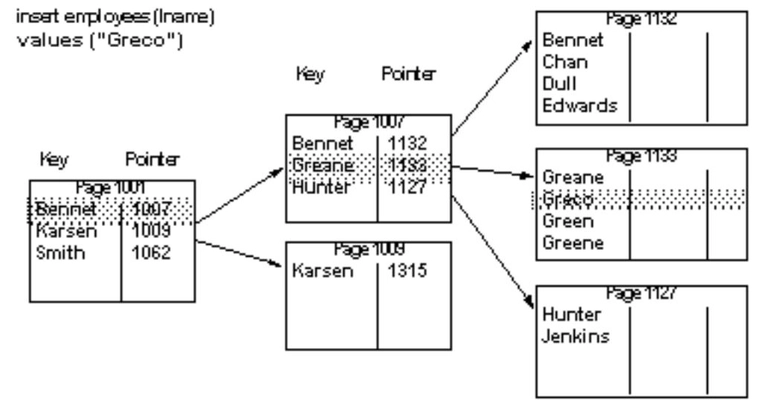 insert employees(lname)
values ("Greco")
Key Pointer
Page 1001
Bennet 1007
Karsen 1009
Smith 1062
Key Pointer
Page 1007
Bennet 1132
Greane 1133
Hunter 1127
Page 1009
Karsen 1315
Page 1132
Bennet
Chan
Dull
Edwards
Page 1133
Greane
Greco
Green
Greene
Page 1127
Hunter
Jenkins